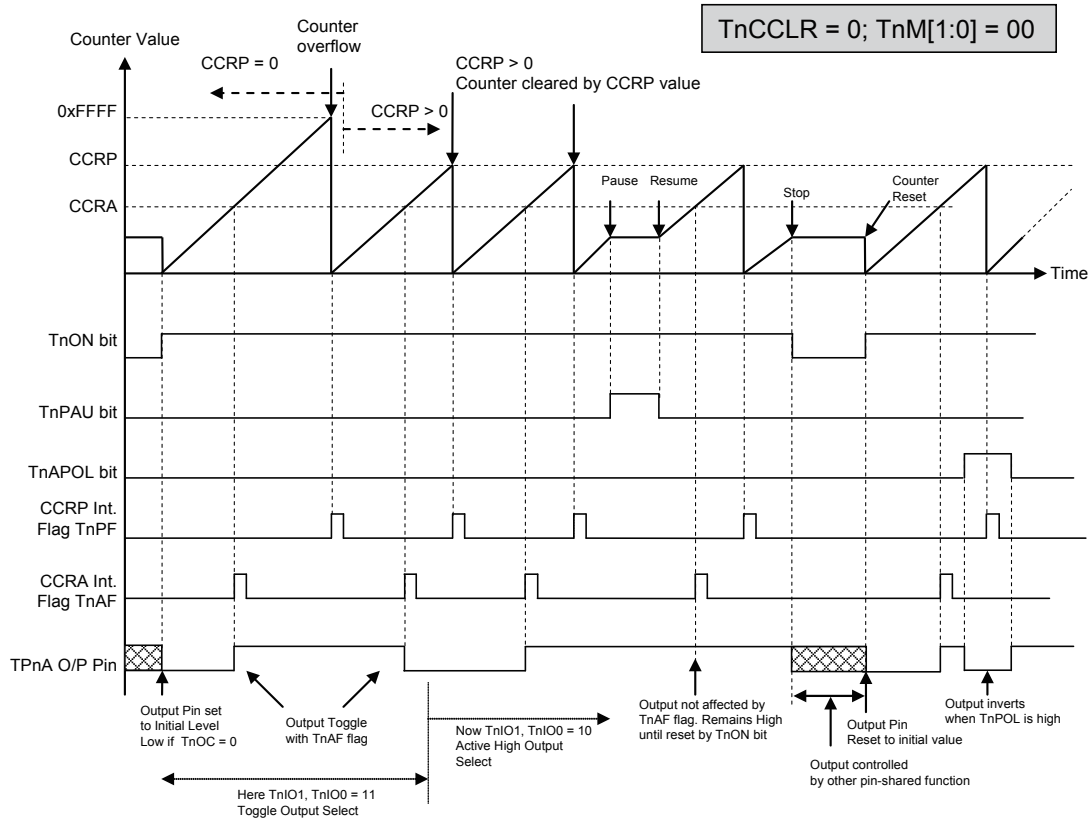 TnCCLR = 0; TnM[1:0] = 00
Counter Value
Counter
overflow
CCRP = 0
CCRP > 0
CCRP > 0
Counter cleared by CCRP value
0xFFFF
CCRP
CCRA
Pause
Resume
Stop
Counter
Reset
Time
TnON bit
TnPAU bit
TnAPOL bit
CCRP Int.
Flag TnPF
CCRA Int.
Flag TnAF
TPnA O/P Pin
Output Pin set
to Initial Level
Low if TnOC = 0
Output Toggle
with TnAF flag
Now TnIO1, TnIO0 = 10
Active High Output
Select
Output not affected by
TnAF flag. Remains High
until reset by TnON bit
Output Pin
Reset to initial value
Output inverts
when TnPOL is high
Output controlled
by other pin-shared function
Here TnIO1, TnIO0 = 11
Toggle Output Select